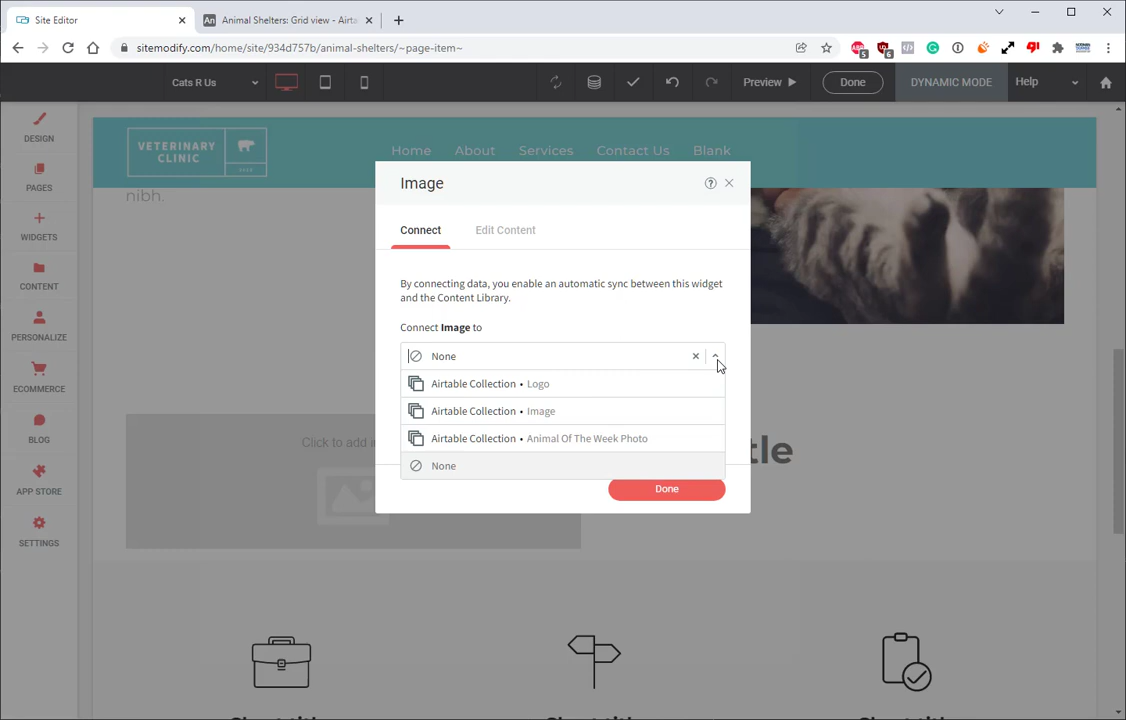 Site Editor
An Animal Shelters: Grid view - Airta
sitemodify.com/home/site/934d757b/animal-shelters/~page-item~
5
6
Cats R Us
Preview
Done
DYNAMIC MODE
Help
DESIGN
PAGES
WIDGETS
CONTENT
PERSONALIZE
ECOMMERCE
BLOG
APP STORE
SETTINGS
VETERINARY
CLINIC
Home
About
Services
Contact Us
Blank
nibh.
Image
Connect
Edit Content
By connecting data, you enable an automatic sync between this widget
and the Content Library.
Connect Image to
None
Airtable Collection • Logo
Airtable Collection • Image
Airtable Collection • Animal Of The Week Photo
None
Done
Click to add i
tle